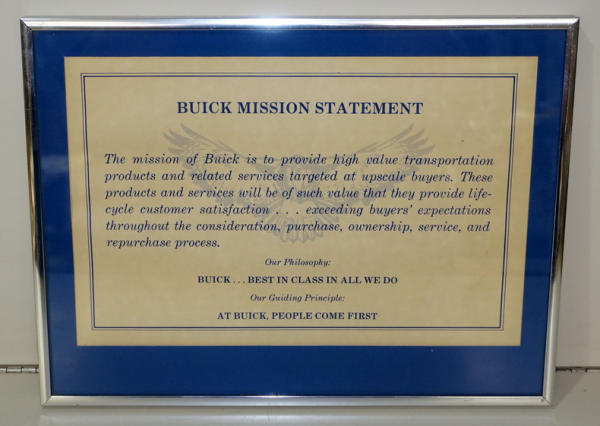 BUICK MISSION STATEMENT
The mission of Buick is to provide high value transportation
products and related services targeted at upscale buyers. These
products and services will be of such value that they provide life-
cycle customer satisfaction . . . exceeding buyers' expectations
throughout the consideration, purchase, ownership, service, and
repurchase process.
Our Philosophy:
BUICK . . . BEST IN CLASS IN ALL WE DO
Our Guiding Principle:
AT BUICK, PEOPLE COME FIRST